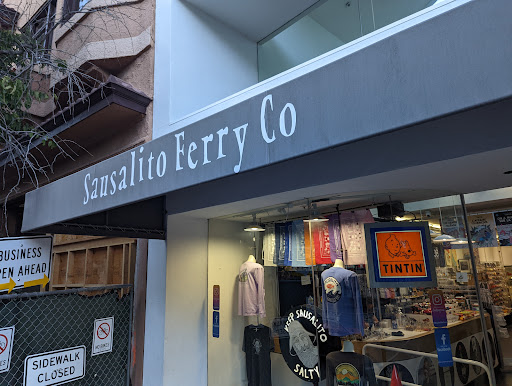 Sausalito Ferry Co
BUSINESS
OPEN AHEAD
SIDEWALK
CLOSED
TINTIN
KEEP SAUSALITO
SALTY